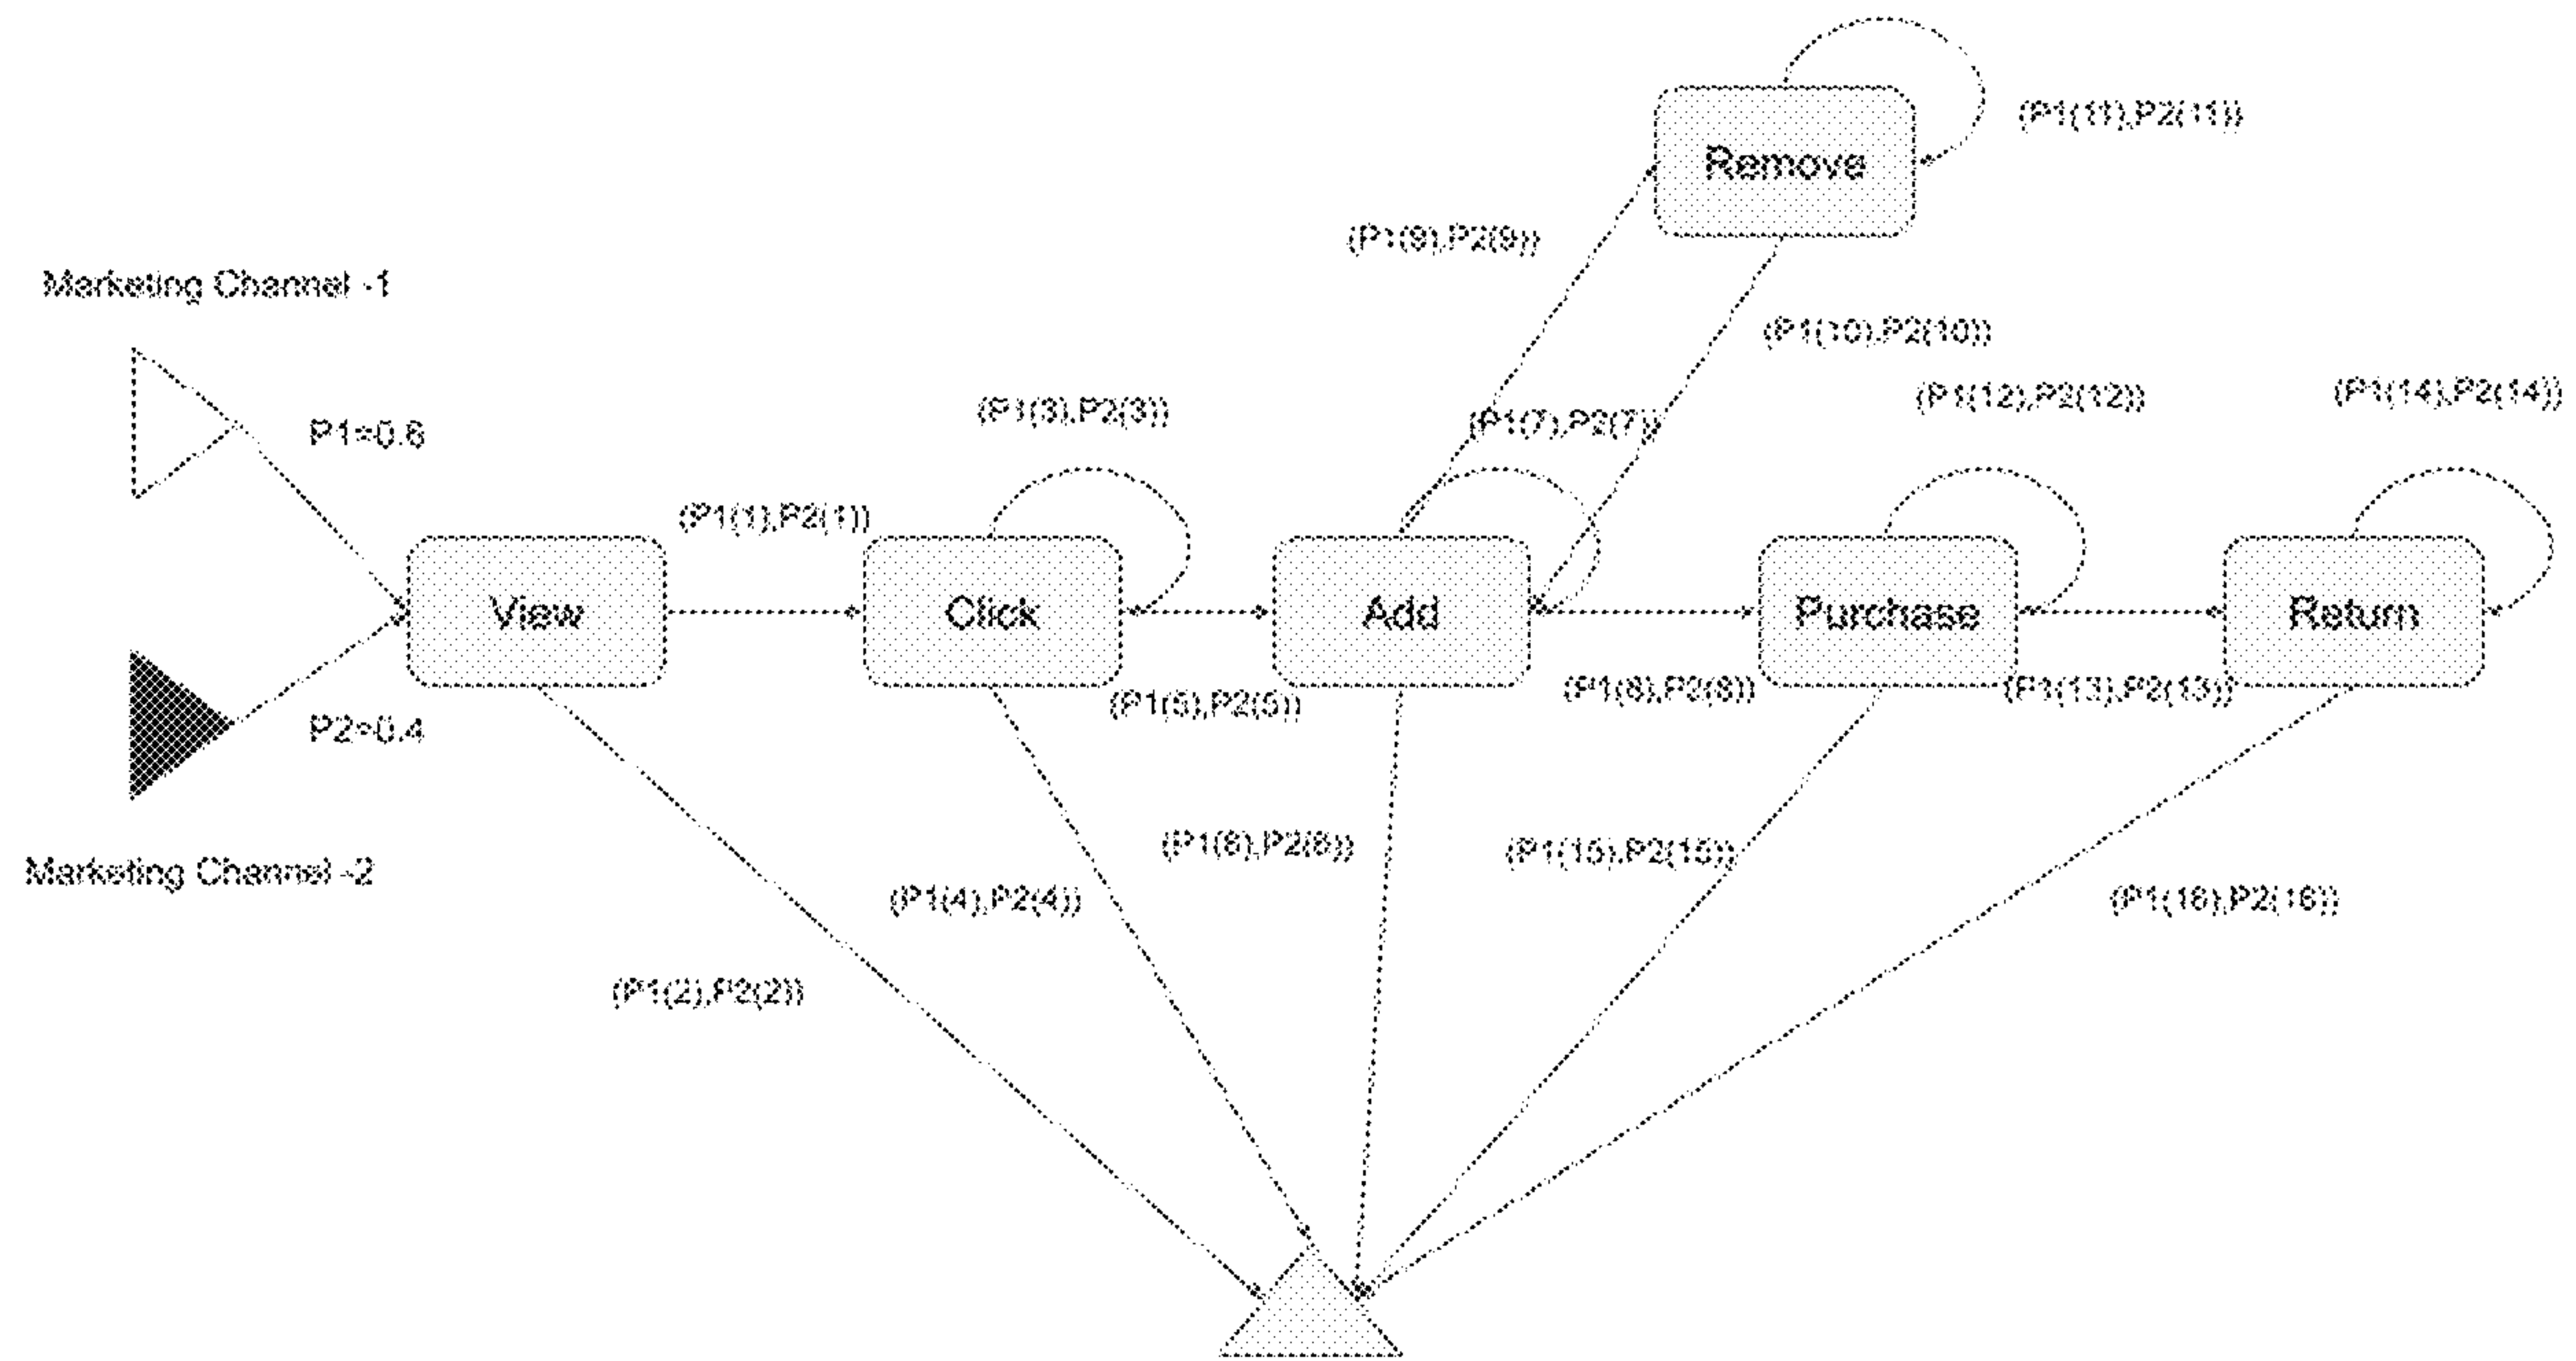 Remove
(P1(11),P2(11))
(P1(9),P2(9))
Marketing Channel -1
(P1(10),P2(10))
(P1(3),P2(3))
(P1(7),P2(7))
(P1(12),P2(12))
(P1(14),P2(14))
P1=0.6
(P1(1),P2(1))
View
Click
Add
Purchase
Return
(P1(5),P2(5))
(P1(8),P2(8))
(P1(13),P2(13))
P2=0.4
Marketing Channel -2
(P1(6),P2(6))
(P1(15),P2(15))
(P1(4),P2(4))
(P1(16),P2(16))
(P1(2),P2(2))